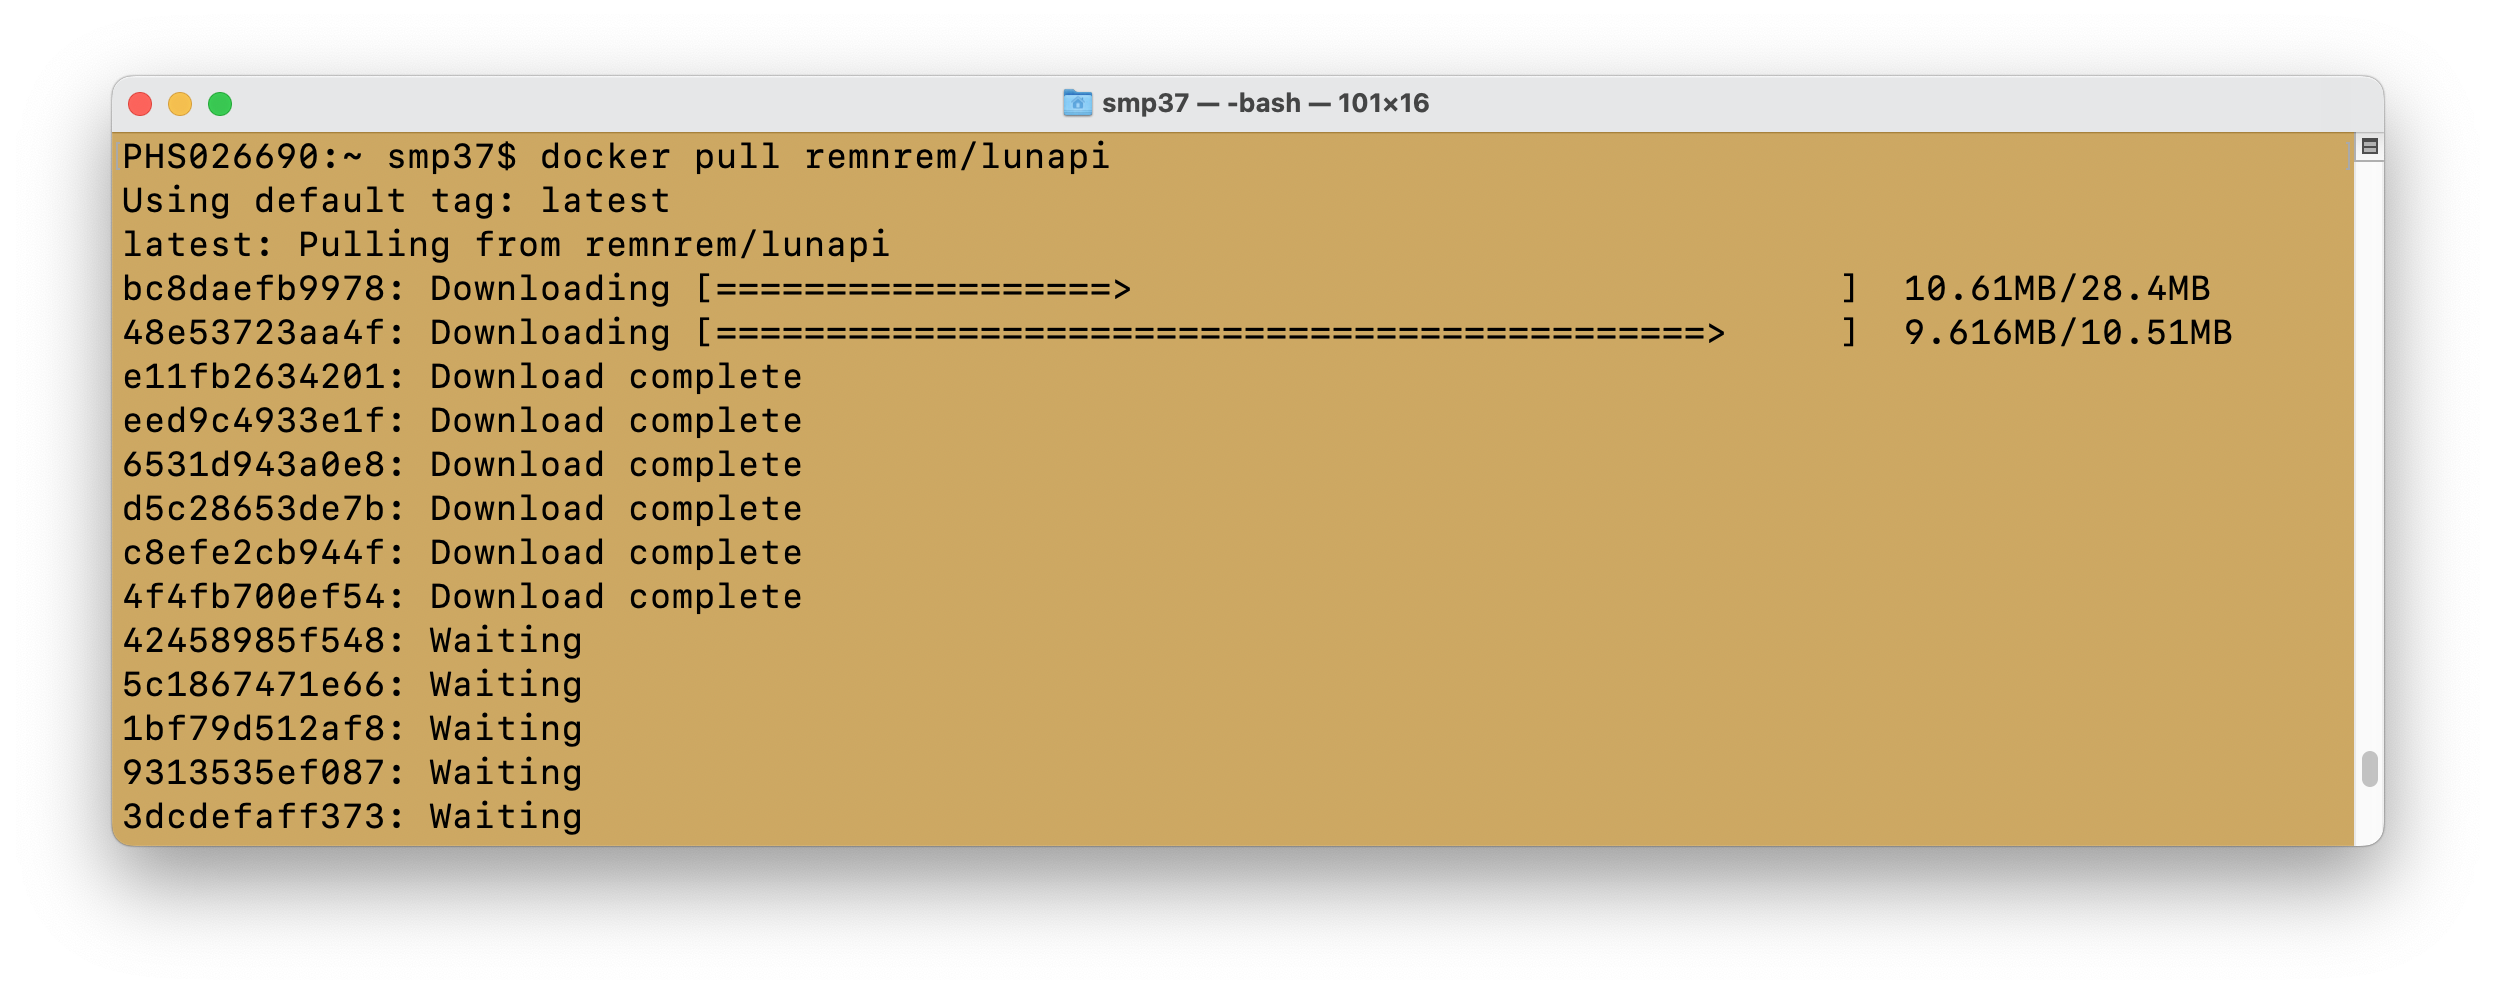 smp37 — -bash — 101×16
PHS026690:~ smp37$ docker pull remnrem/lunapi
Using default tag: latest
latest: Pulling from remnrem/lunapi
bc8daefb9978: Downloading [==================>                                ]  10.61MB/28.4MB
48e53723aa4f: Downloading [=============================================>     ]  9.616MB/10.51MB
e11fb2634201: Download complete
eed9c4933e1f: Download complete
6531d943a0e8: Download complete
d5c28653de7b: Download complete
c8efe2cb944f: Download complete
4f4fb700ef54: Download complete
42458985f548: Waiting
5c1867471e66: Waiting
1bf79d512af8: Waiting
9313535ef087: Waiting
3dcdefaff373: Waiting